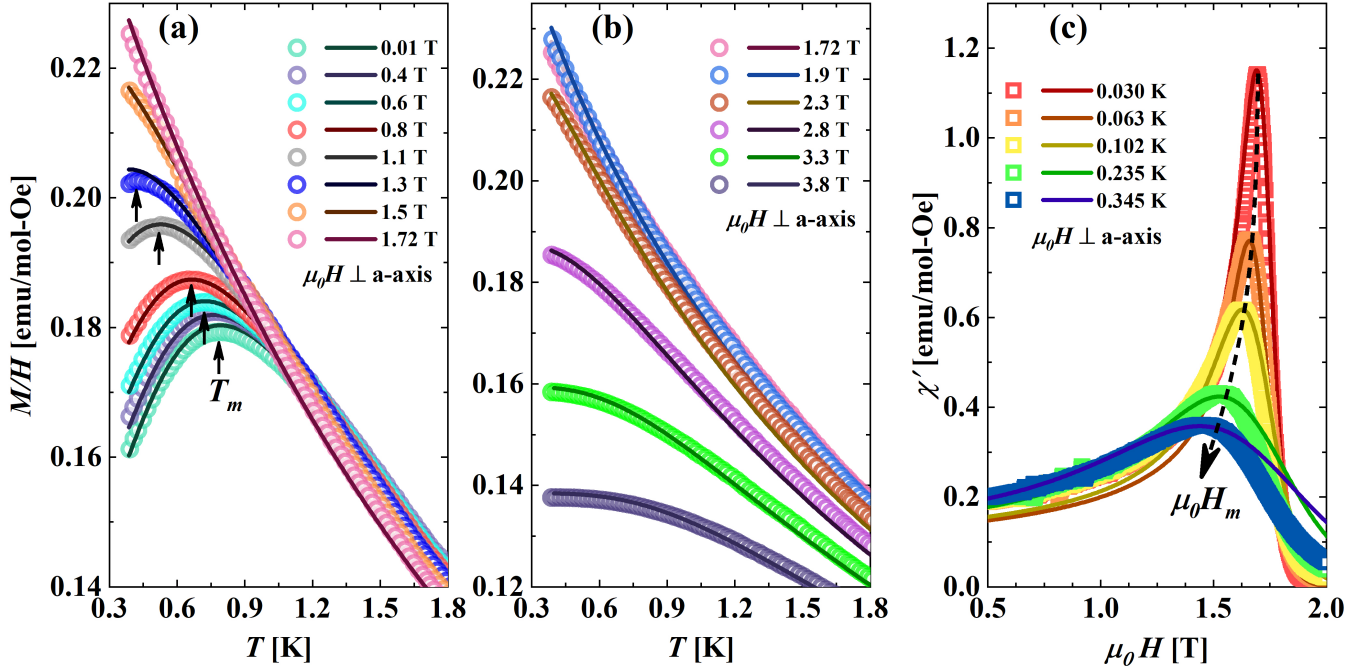 (a)
0.01 T
0.4 T
0.6 T
0.8 T
1.1 T
1.3 T
1.5 T
1.72 T
μ₀H ⊥ a-axis
T_m
M/H [emu/mol-Oe]
0.22
0.20
0.18
0.16
0.14
0.3 0.6 0.9 1.2 1.5 1.8
T [K]
(b)
1.72 T
1.9 T
2.3 T
2.8 T
3.3 T
3.8 T
μ₀H ⊥ a-axis
0.22
0.20
0.18
0.16
0.14
0.12
0.3 0.6 0.9 1.2 1.5 1.8
T [K]
(c)
0.030 K
0.063 K
0.102 K
0.235 K
0.345 K
μ₀H ⊥ a-axis
μ₀H_m
χ′ [emu/mol-Oe]
1.2
1.0
0.8
0.6
0.4
0.2
0.0
0.5 1.0 1.5 2.0
μ₀ H [T]